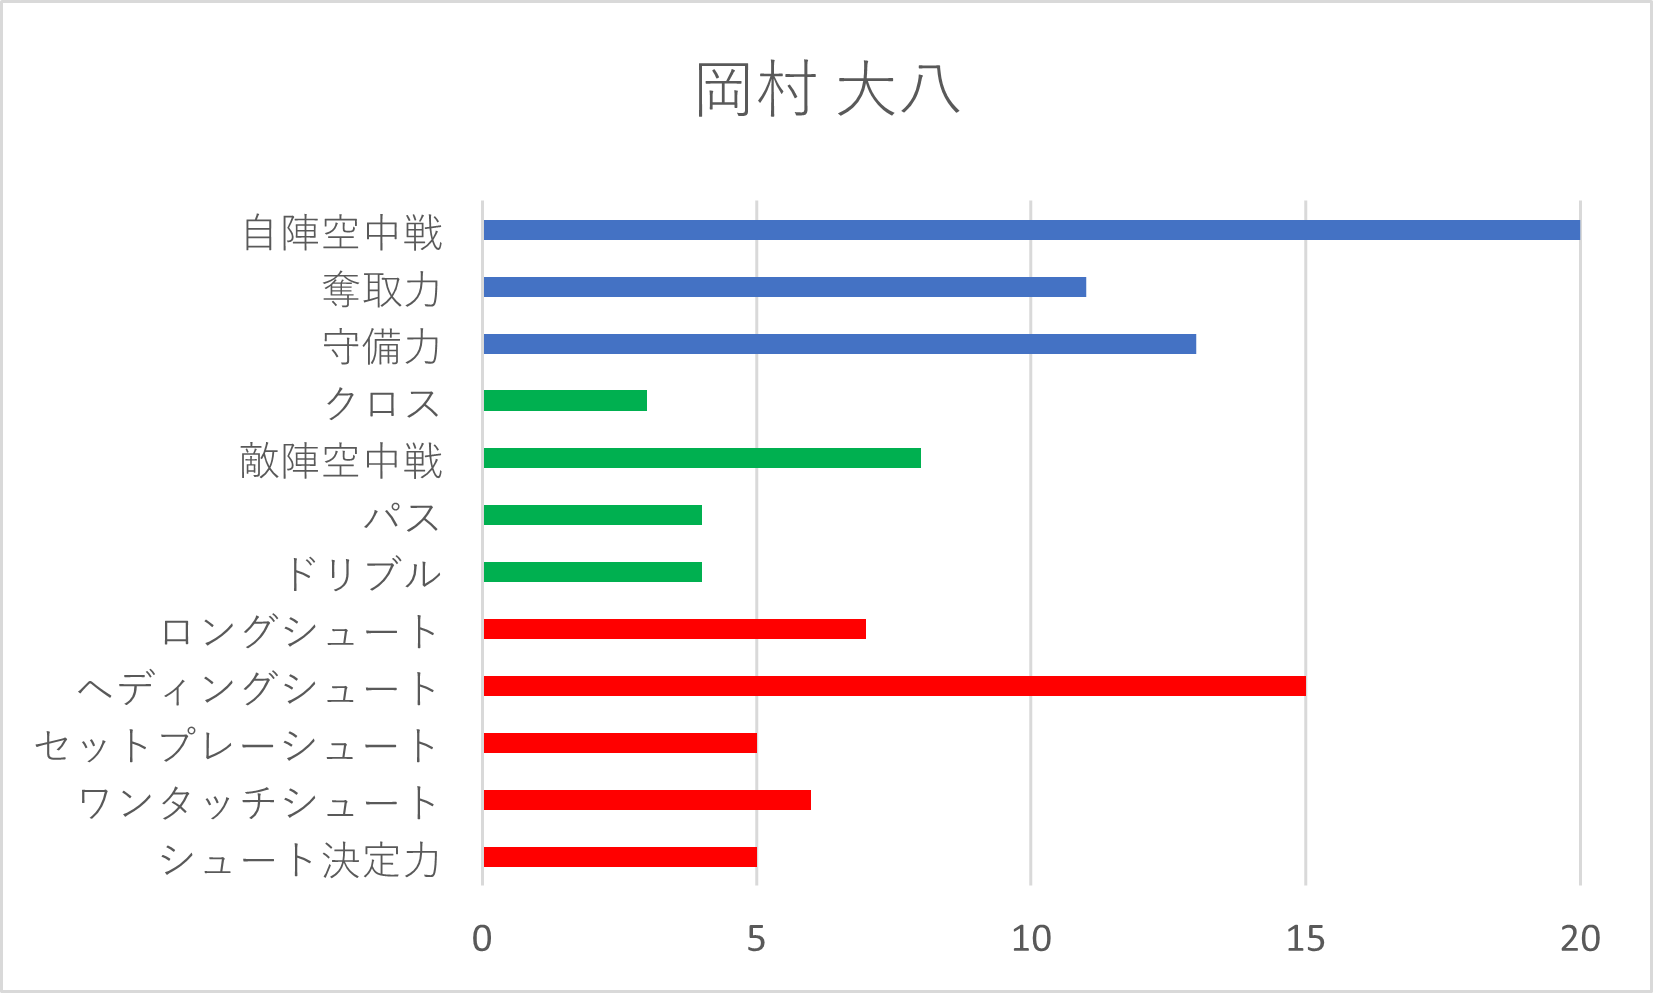 岡村 大八
自陣空中戦
奪取力
守備力
クロス
敵陣空中戦
パス
ドリブル
ロングシュート
ヘディングシュート
セットプレーシュート
ワンタッチシュート
シュート決定力
0 5 10 15 20